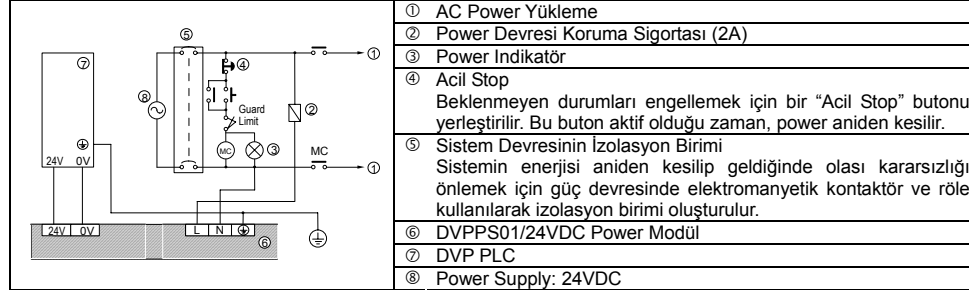 ① AC Power Yükleme
② Power Devresi Koruma Sigortası (2A)
③ Power Indikatör
④ Acil Stop
Beklenmeyen durumları engellemek için bir “Acil Stop” butonu
yerleştirilir. Bu buton aktif olduğu zaman, power aniden kesilir.
⑤ Sistem Devresinin İzolasyon Birimi
Sistemin enerjisi aniden kesilip geldiğinde olası kararsızlığı
önlemek için güç devresinde elektromanyetik kontaktör ve röle
kullanılarak izolasyon birimi oluşturulur.
⑥ DVPPS01/24VDC Power Modül
⑦ DVP PLC
⑧ Power Supply: 24VDC
⑤
①
⑦
④
⑧
Guard
Limit
②
MC
③
MC
①
24V 0V
24V 0V
L N
⑥